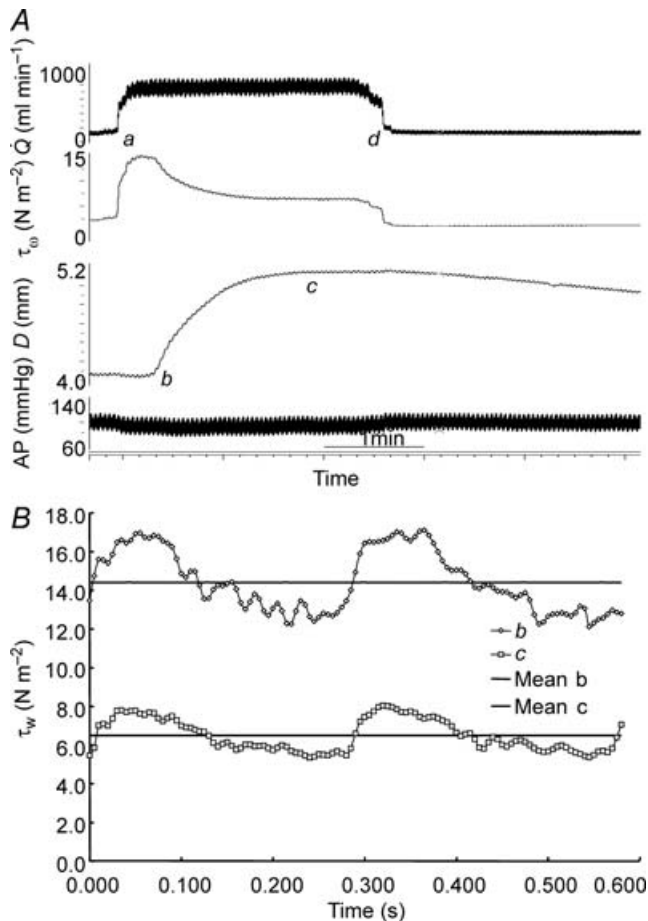 A
1000
0
Q̇ (ml min⁻¹)
a
d
15
0
τω (N m⁻²)
5.2
4.0
D (mm)
b
c
140
60
AP (mmHg)
1min
Time
B
18.0
16.0
14.0
12.0
10.0
8.0
6.0
4.0
2.0
0.0
τw (N m⁻²)
b
c
Mean b
Mean c
0.000 0.100 0.200 0.300 0.400 0.500 0.600
Time (s)